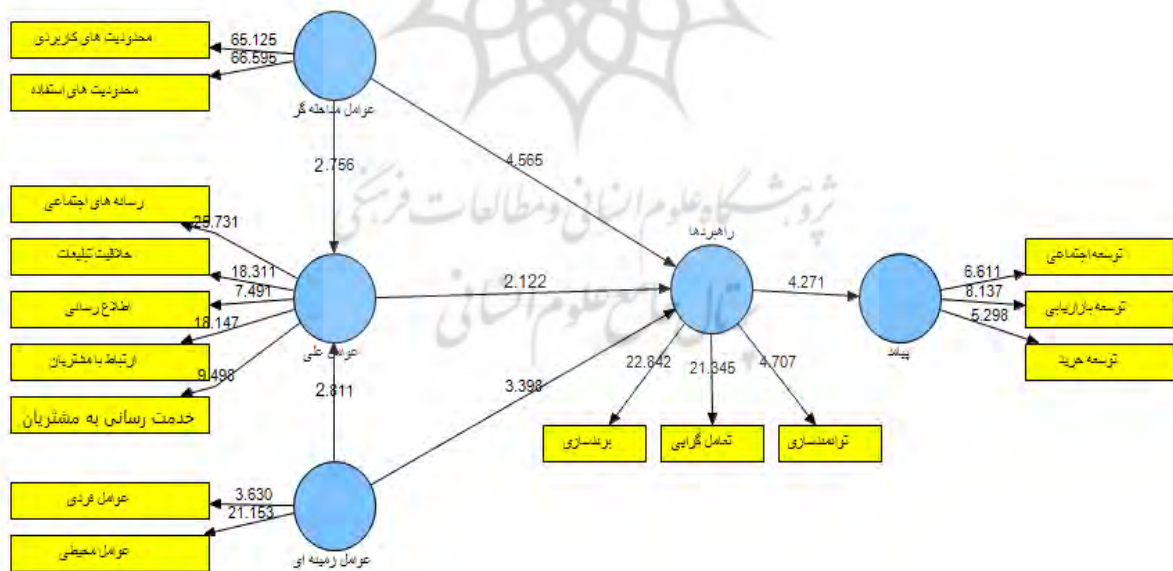 محدودیت های کاربردی
65.125
66.595
محدودیت های استفاده
عوامل مداخله گر
2.756
4.565
رسانه های اجتماعی
25.731
خلاقیت تبلیغات
18.311
اطلاع رسانی
7.491
18.147
ارتباط با مشتریان
9.498
خدمت رسانی به مشتریان
عوامل علی
2.122
2.811
3.398
راهبردها
4.271
22.842
21.345
4.707
برندسازی
تعامل گرایی
توانمندسازی
پیامد
توسعه اجتماعی
6.611
8.137
توسعه بازاریابی
5.298
توسعه خرید
عوامل فردی
3.630
21.153
عوامل محیطی
عوامل زمینه ای
پژوهشگاه علوم انسانی و مطالعات فرهنگی
پرتال جامع علوم انسانی